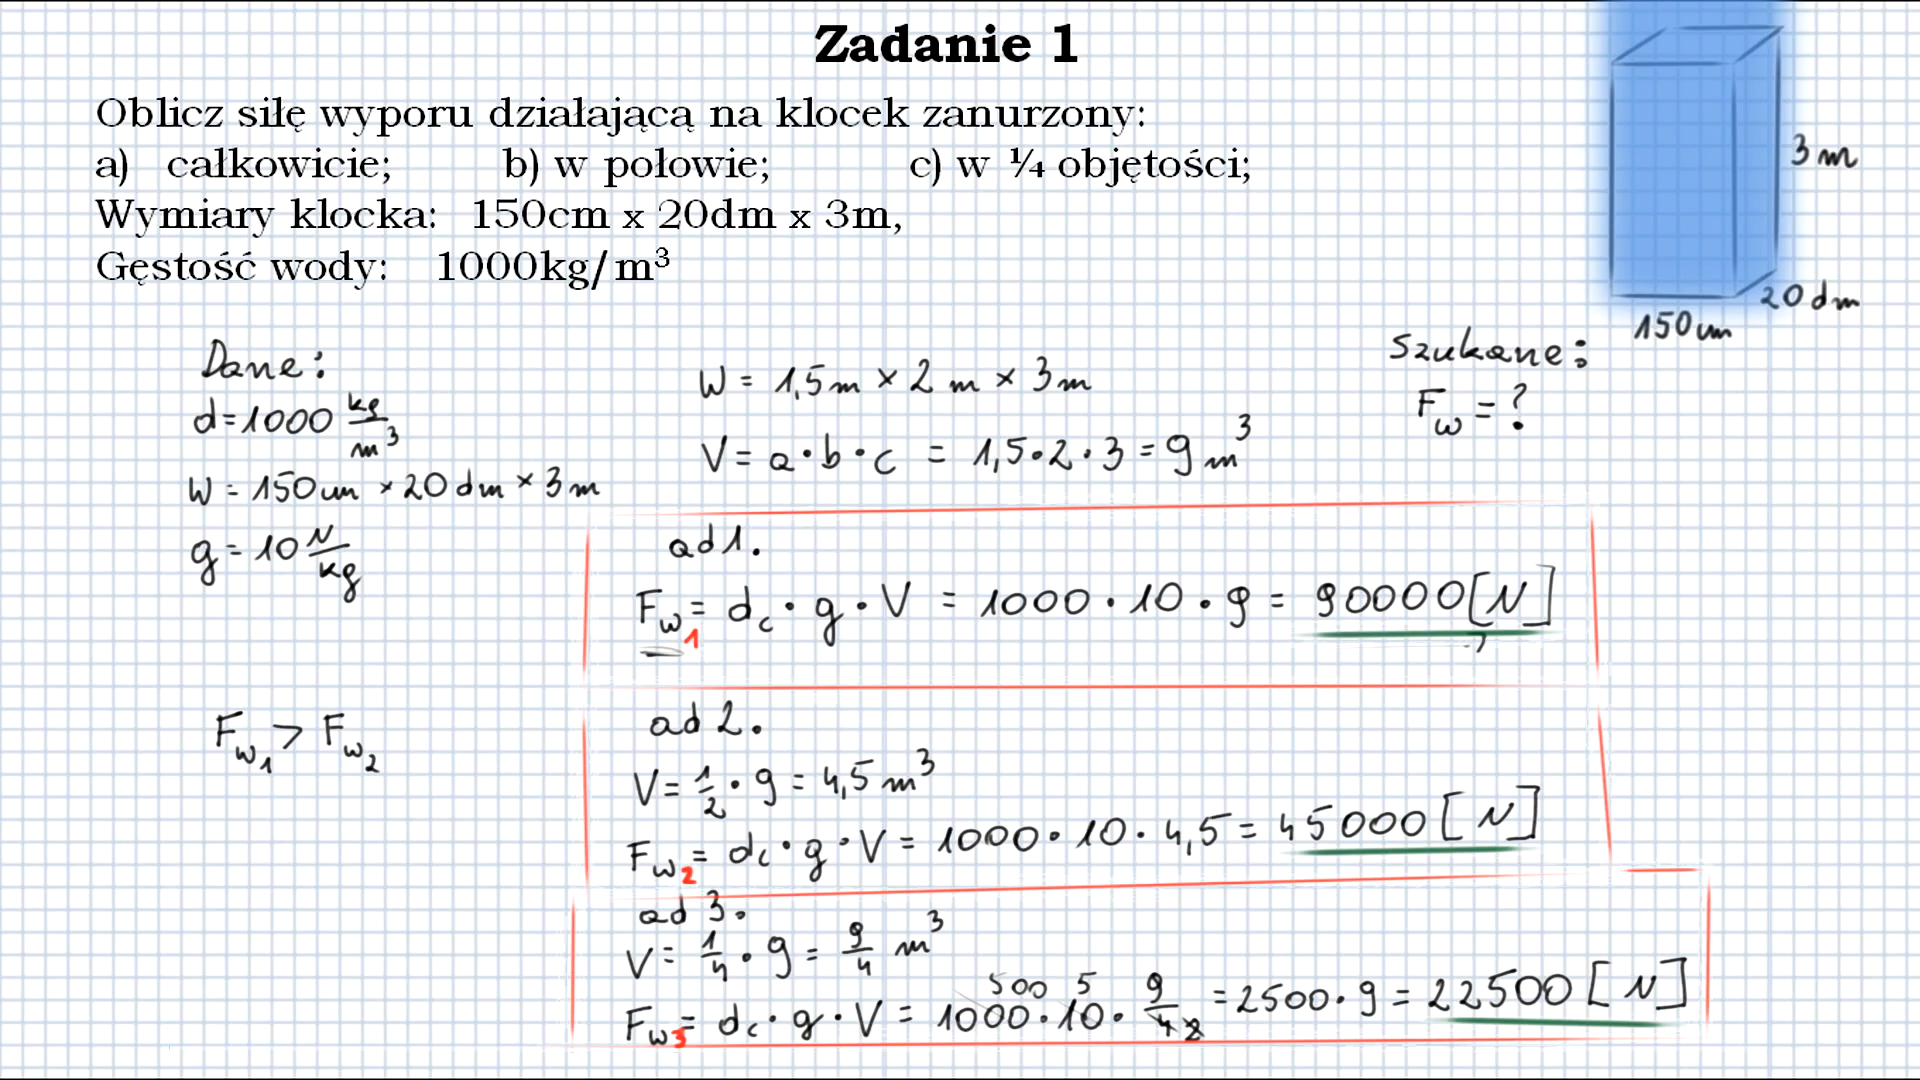 Zadanie 1
Oblicz siłę wyporu działającą na klocek zanurzony:
a) całkowicie; b) w połowie; c) w ¼ objętości;
Wymiary klocka: 150cm x 20dm x 3m,
Gęstość wody: 1000kg/m³
3m
20dm
150cm
Dane:
d=1000 kg/m³
W = 150cm × 20dm × 3m
g = 10 N/kg
W = 1,5m × 2m × 3m
V = a·b·c = 1,5·2·3 = 9m³
Szukane:
Fw = ?
ad1.
Fw1 = dc · g · V = 1000 · 10 · 9 = 90000[N]
Fw1 > Fw2
ad 2.
V = 1/2 · 9 = 4,5 m³
Fw2 = dc · g · V = 1000 · 10 · 4,5 = 45000 [N]
ad 3.
V = 1/4 · 9 = 9/4 m³
500 5
Fw3 = dc · g · V = 1000 · 10 · 9/4 2 = 2500 · 9 = 22500 [N]